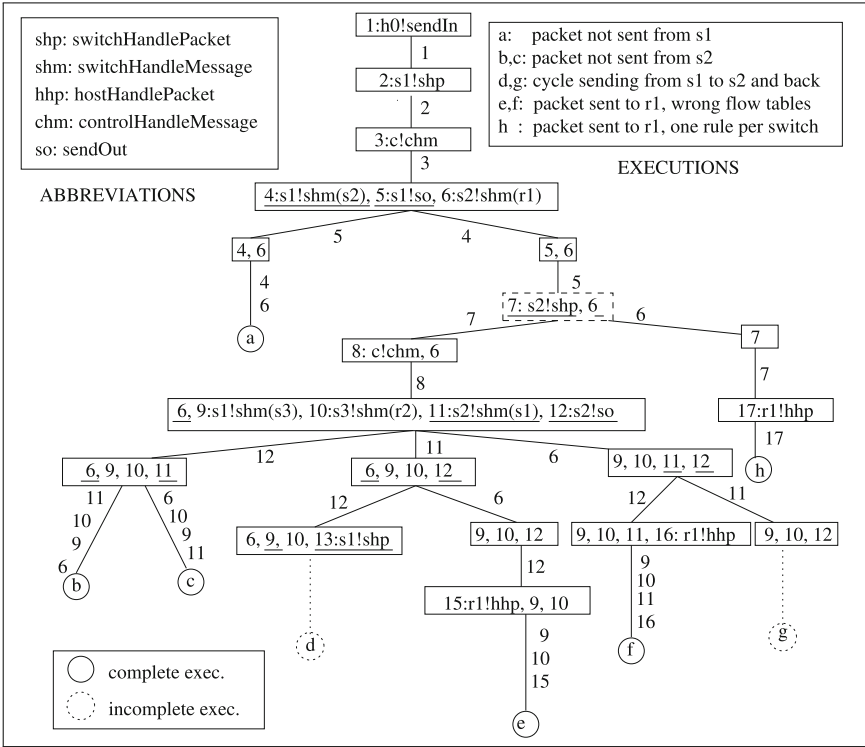 shp: switchHandlePacket
shm: switchHandleMessage
hhp: hostHandlePacket
chm: controlHandleMessage
so: sendOut
ABBREVIATIONS
1:h0!sendIn
1
2:s1!shp
2
3:c!chm
3
a: packet not sent from s1
b,c: packet not sent from s2
d,g: cycle sending from s1 to s2 and back
e,f: packet sent to r1, wrong flow tables
h : packet sent to r1, one rule per switch
EXECUTIONS
4:s1!shm(s2), 5:s1!so, 6:s2!shm(r1)
5
4
4, 6
5, 6
4
6
a
5
7: s2!shp, 6
7
6
8: c!chm, 6
7
8
7
6, 9:s1!shm(s3), 10:s3!shm(r2), 11:s2!shm(s1), 12:s2!so
17:r1!hhp
17
h
12
11
6
6, 9, 10, 11
6, 9, 10, 12
9, 10, 11, 12
11
10
9
6
b
6
10
9
11
c
12
6
12
11
6, 9, 10, 13:s1!shp
9, 10, 12
9, 10, 11, 16: r1!hhp
9, 10, 12
d
12
15:r1!hhp, 9, 10
9
10
15
e
9
10
11
16
f
g
complete exec.
incomplete exec.